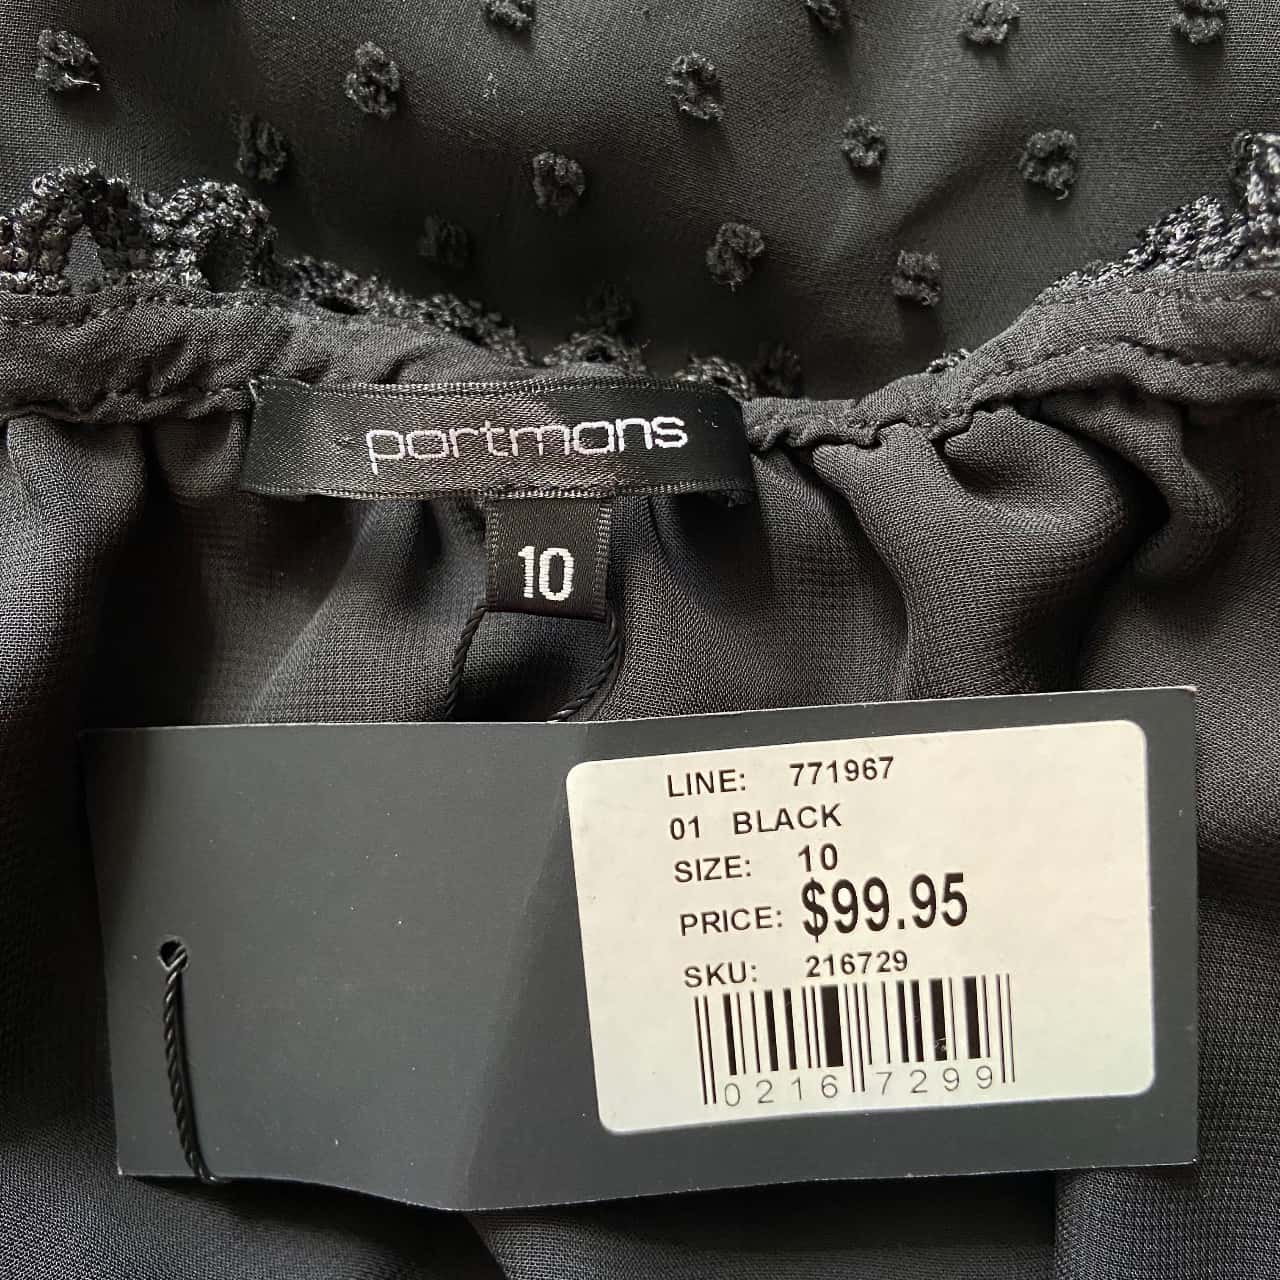 portmans
10
LINE: 771967
01 BLACK
SIZE: 10
PRICE: $99.95
SKU: 216729
0216 7299